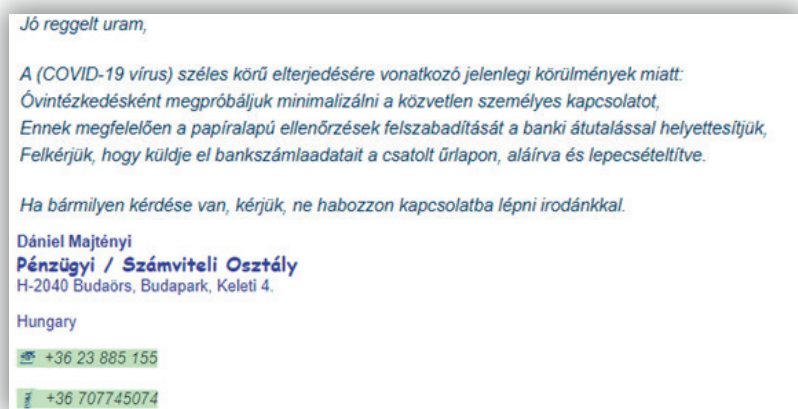 Jó reggelt uram,
A (COVID-19 vírus) széles körű elterjedésére vonatkozó jelenlegi körülmények miatt:
Óvintézkedésként megpróbáljuk minimalizálni a közvetlen személyes kapcsolatot,
Ennek megfelelően a papíralapú ellenőrzések felszabadítását a banki átutalással helyettesítjük,
Felkérjük, hogy küldje el bankszámlaadatait a csatolt űrlapon, aláírva és lepecsételtítve.
Ha bármilyen kérdése van, kérjük, ne habozzon kapcsolatba lépni irodánkkal.
Dániel Majtényi
Pénzügyi / Számviteli Osztály
H-2040 Budaörs, Budapark, Keleti 4.
Hungary
+36 23 885 155
+36 707745074